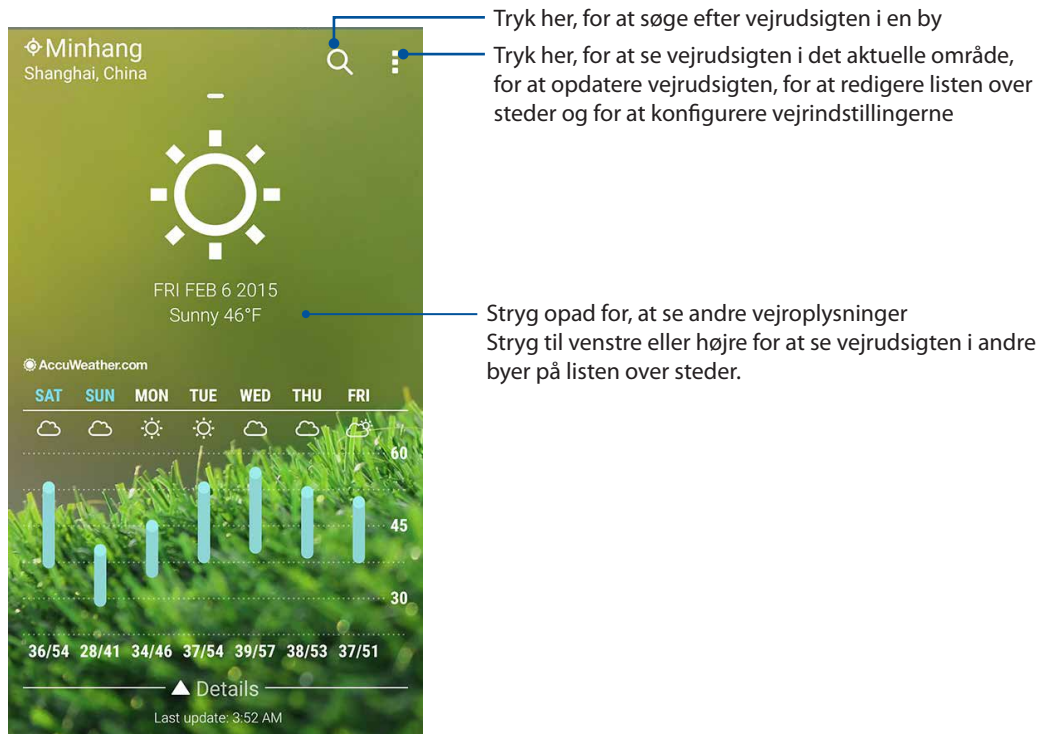 Tryk her, for at søge efter vejrudsigten i en by
Tryk her, for at se vejrudsigten i det aktuelle område,
for at opdatere vejrudsigten, for at redigere listen over
steder og for at konfigurere vejrindstillingerne
Minhang
Shanghai, China
FRI FEB 6 2015
Sunny 46°F
Stryg opad for, at se andre vejroplysninger
Stryg til venstre eller højre for at se vejrudsigten i andre
byer på listen over steder.
AccuWeather.com
SAT SUN MON TUE WED THU FRI
60
45
30
36/54 28/41 34/46 37/54 39/57 38/53 37/51
Details
Last update: 3:52 AM